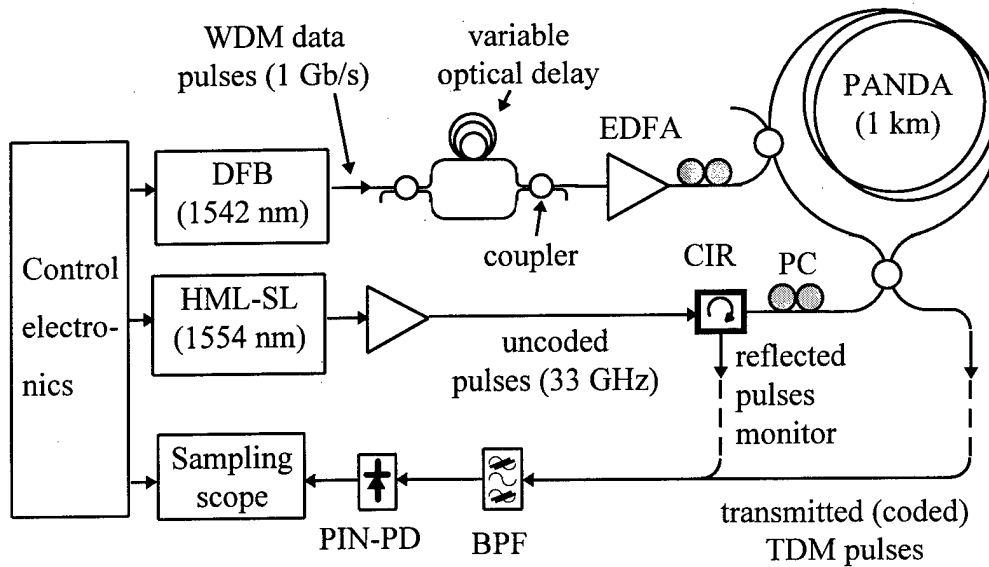 WDM data
pulses (1 Gb/s)
variable
optical delay
EDFA
PANDA
(1 km)
DFB
(1542 nm)
coupler
Control
electro-
nics
HML-SL
(1554 nm)
uncoded
pulses (33 GHz)
CIR
PC
reflected
pulses
monitor
Sampling
scope
PIN-PD
BPF
transmitted (coded)
TDM pulses